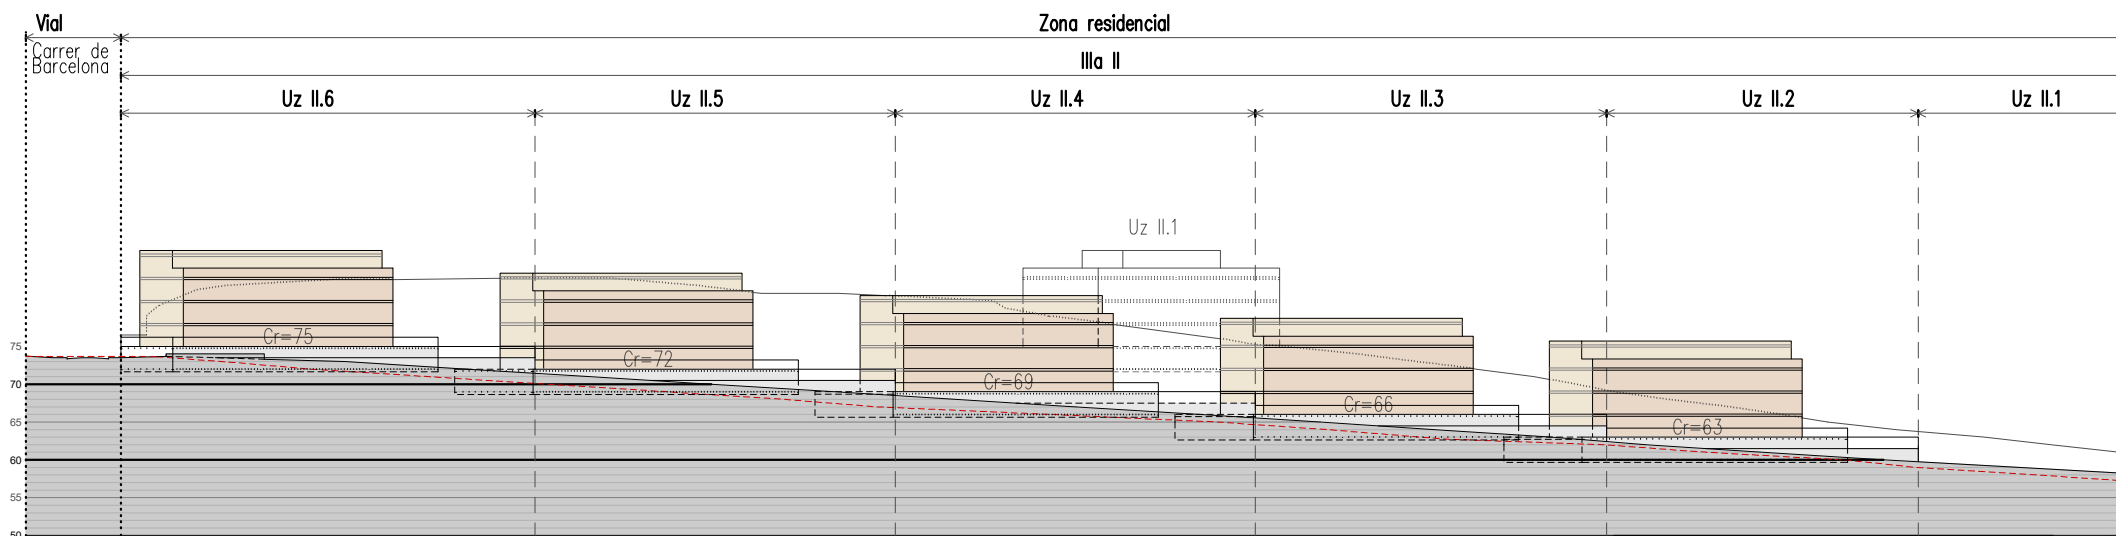 Vial
Zona residencial
Carrer de
Barcelona
Illa II
Uz II.6
Uz II.5
Uz II.4
Uz II.3
Uz II.2
Uz II.1
Uz II.1
Cr=75
Cr=72
Cr=69
Cr=66
Cr=63
75
70
65
60
55
50